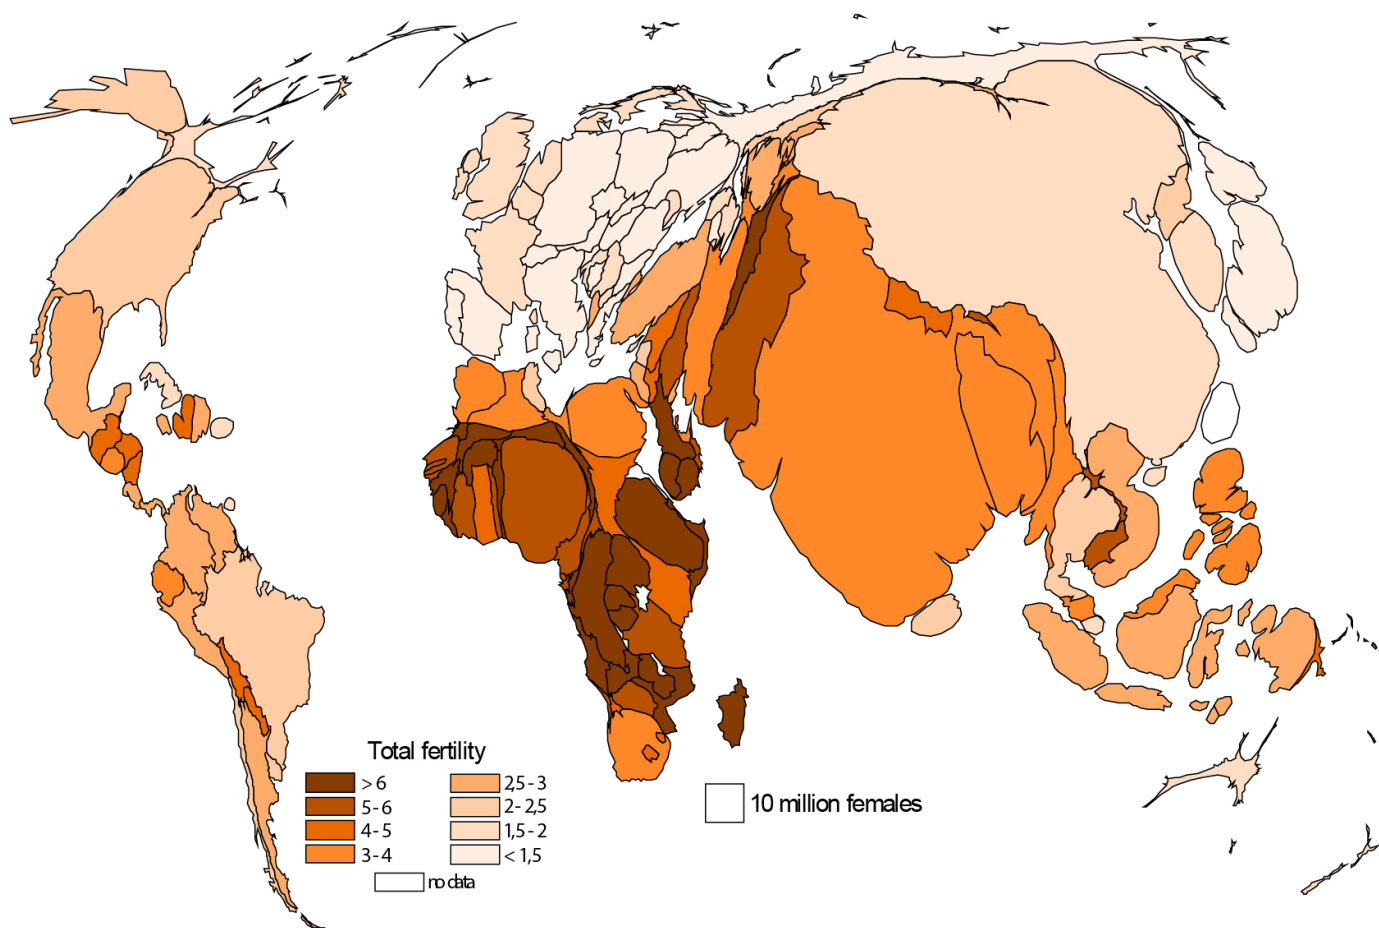 Total fertility
> 6
5 - 6
4 - 5
3 - 4
2,5 - 3
2 - 2,5
1,5 - 2
< 1,5
no data
10 million females